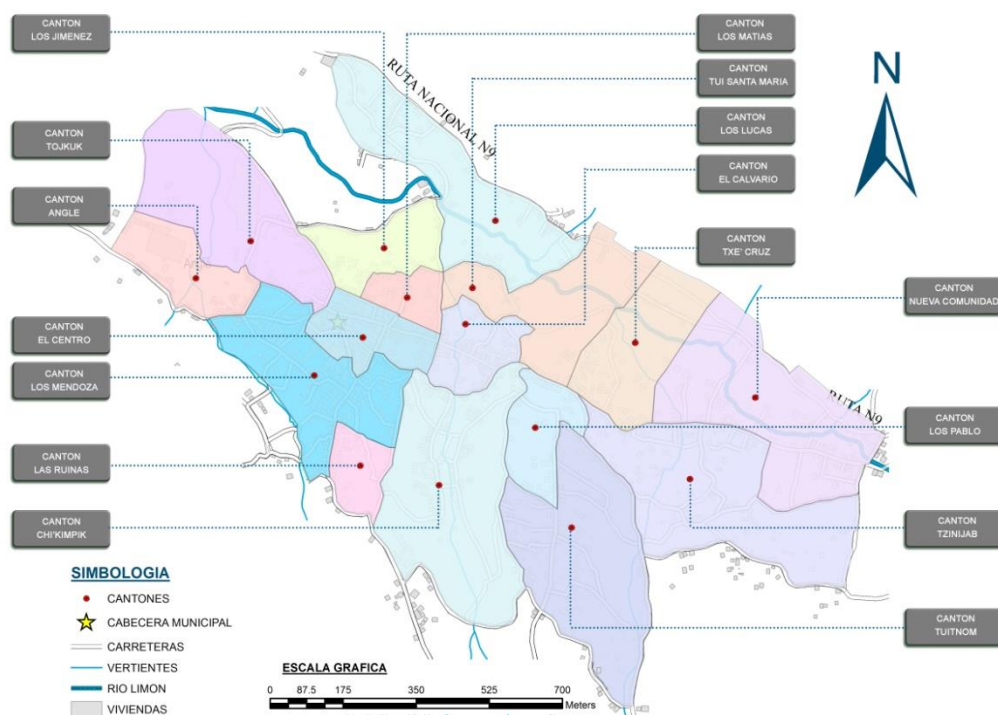 CANTON
LOS JIMENEZ
CANTON
LOS MATIAS
CANTON
TUI SANTA MARIA
CANTON
LOS LUCAS
CANTON
EL CALVARIO
CANTON
TXE' CRUZ
CANTON
NUEVA COMUNIDAD
CANTON
LOS PABLO
CANTON
TZINIJAB
CANTON
TUITNOM
CANTON
TOJKUK
CANTON
ANGLE
CANTON
EL CENTRO
CANTON
LOS MENDOZA
CANTON
LAS RUINAS
CANTON
CHI'KIMPIK
RUTA NACIONAL N9
RUTA N9
N
SIMBOLOGIA
CANTONES
CABECERA MUNICIPAL
CARRETERAS
VERTIENTES
RIO LIMON
VIVIENDAS
ESCALA GRAFICA
0 87.5 175 350 525 700
Meters